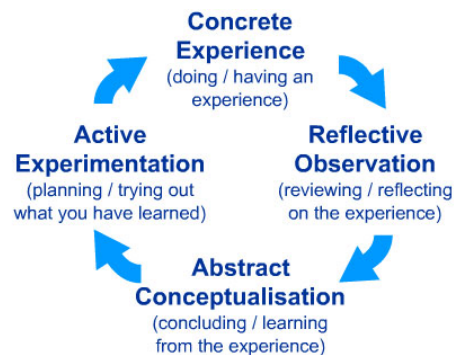 Concrete
Experience
(doing / having an
experience)
Reflective
Observation
(reviewing / reflecting
on the experience)
Abstract
Conceptualisation
(concluding / learning
from the experience)
Active
Experimentation
(planning / trying out
what you have learned)